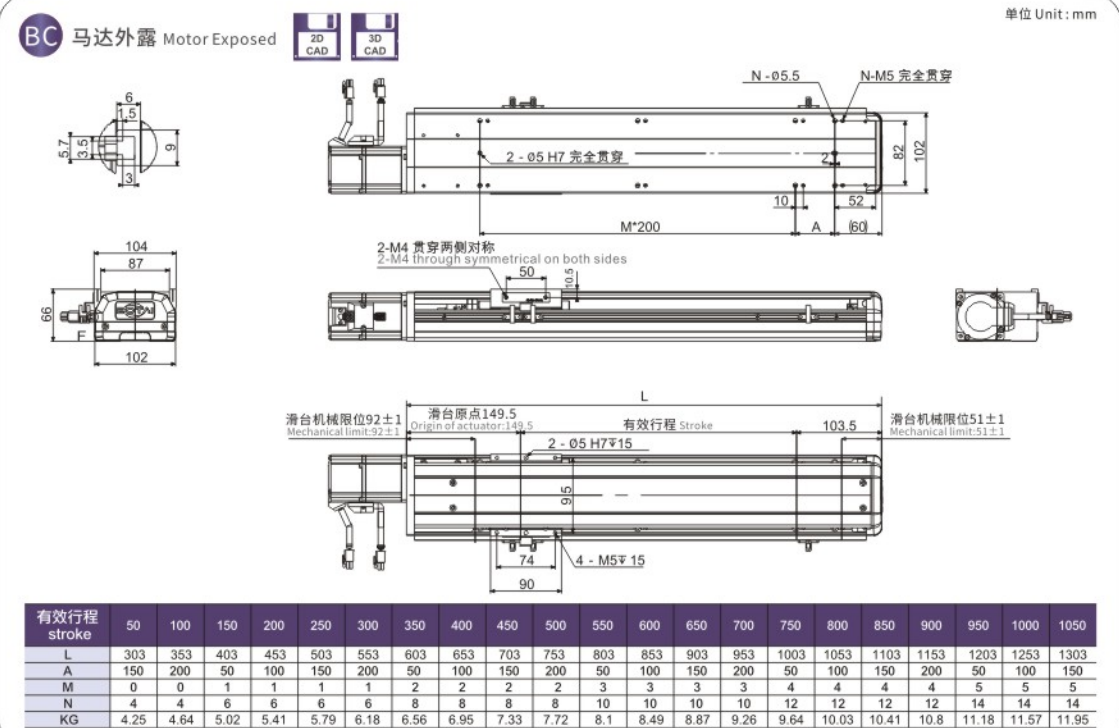 单位 Unit : mm
BC 马达外露 Motor Exposed
2D CAD
3D CAD
6
1.5
5.7
3.5
9
3
N - Ø5.5
N-M5 完全贯穿
2 - Ø5 H7 完全贯穿
2
82
102
10
52
M*200
A
(60)
104
87
66
F
102
2-M4 贯穿两侧对称
2-M4 through symmetrical on both sides
50
10.5
L
滑台机械限位92±1
Mechanical limit:92±1
滑台原点149.5
Origin of actuator:149.5
有效行程 Stroke
103.5
滑台机械限位51±1
Mechanical limit:51±1
2 - Ø5 H7↧15
9.5
74
4 - M5↧15
90
有效行程 stroke 50 100 150 200 250 300 350 400 450 500 550 600 650 700 750 800 850 900 950 1000 1050
L 303 353 403 453 503 553 603 653 703 753 803 853 903 953 1003 1053 1103 1153 1203 1253 1303
A 150 200 50 100 150 200 50 100 150 200 50 100 150 200 50 100 150 200 50 100 150
M 0 0 1 1 1 1 2 2 2 2 3 3 3 3 4 4 4 4 5 5 5
N 4 4 6 6 6 6 8 8 8 8 10 10 10 10 12 12 12 12 14 14 14
KG 4.25 4.64 5.02 5.41 5.79 6.18 6.56 6.95 7.33 7.72 8.1 8.49 8.87 9.26 9.64 10.03 10.41 10.8 11.18 11.57 11.95